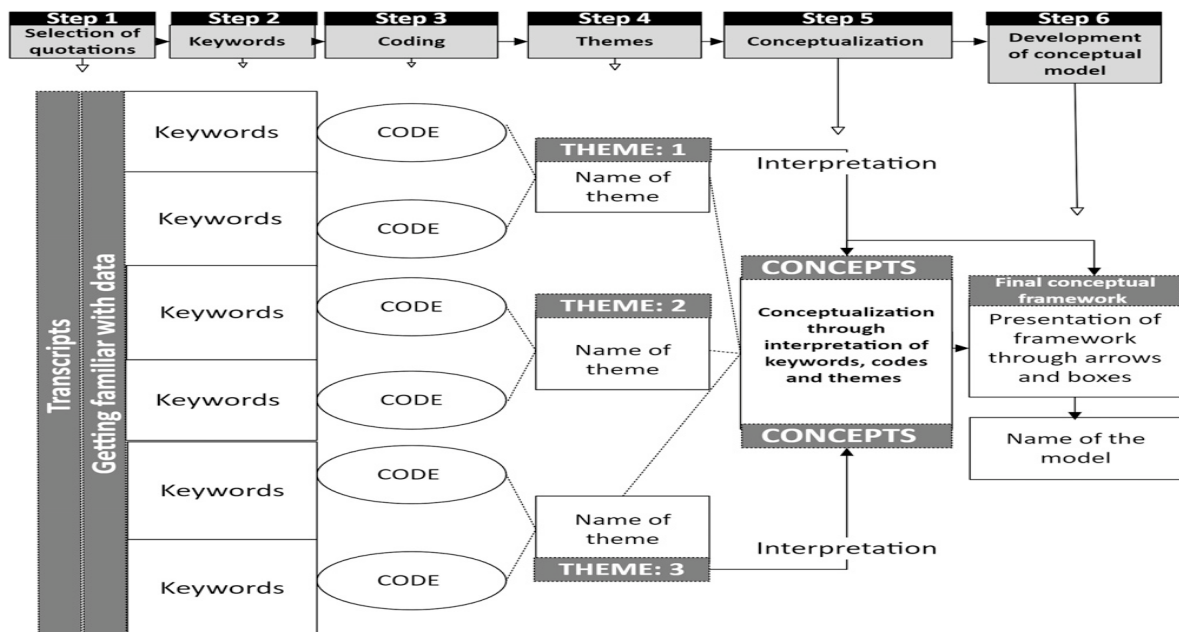 Step 1
Selection of
quotations
Step 2
Keywords
Step 3
Coding
Step 4
Themes
Step 5
Conceptualization
Step 6
Development
of conceptual
model
Transcripts
Getting familiar with data
Keywords
Keywords
Keywords
Keywords
Keywords
Keywords
CODE
CODE
CODE
CODE
CODE
CODE
THEME: 1
Name of
theme
THEME: 2
Name of
theme
Name of
theme
THEME: 3
Interpretation
CONCEPTS
Conceptualization
through
interpretation of
keywords, codes
and themes
CONCEPTS
Interpretation
Final conceptual
framework
Presentation of
framework
through arrows
and boxes
Name of the
model